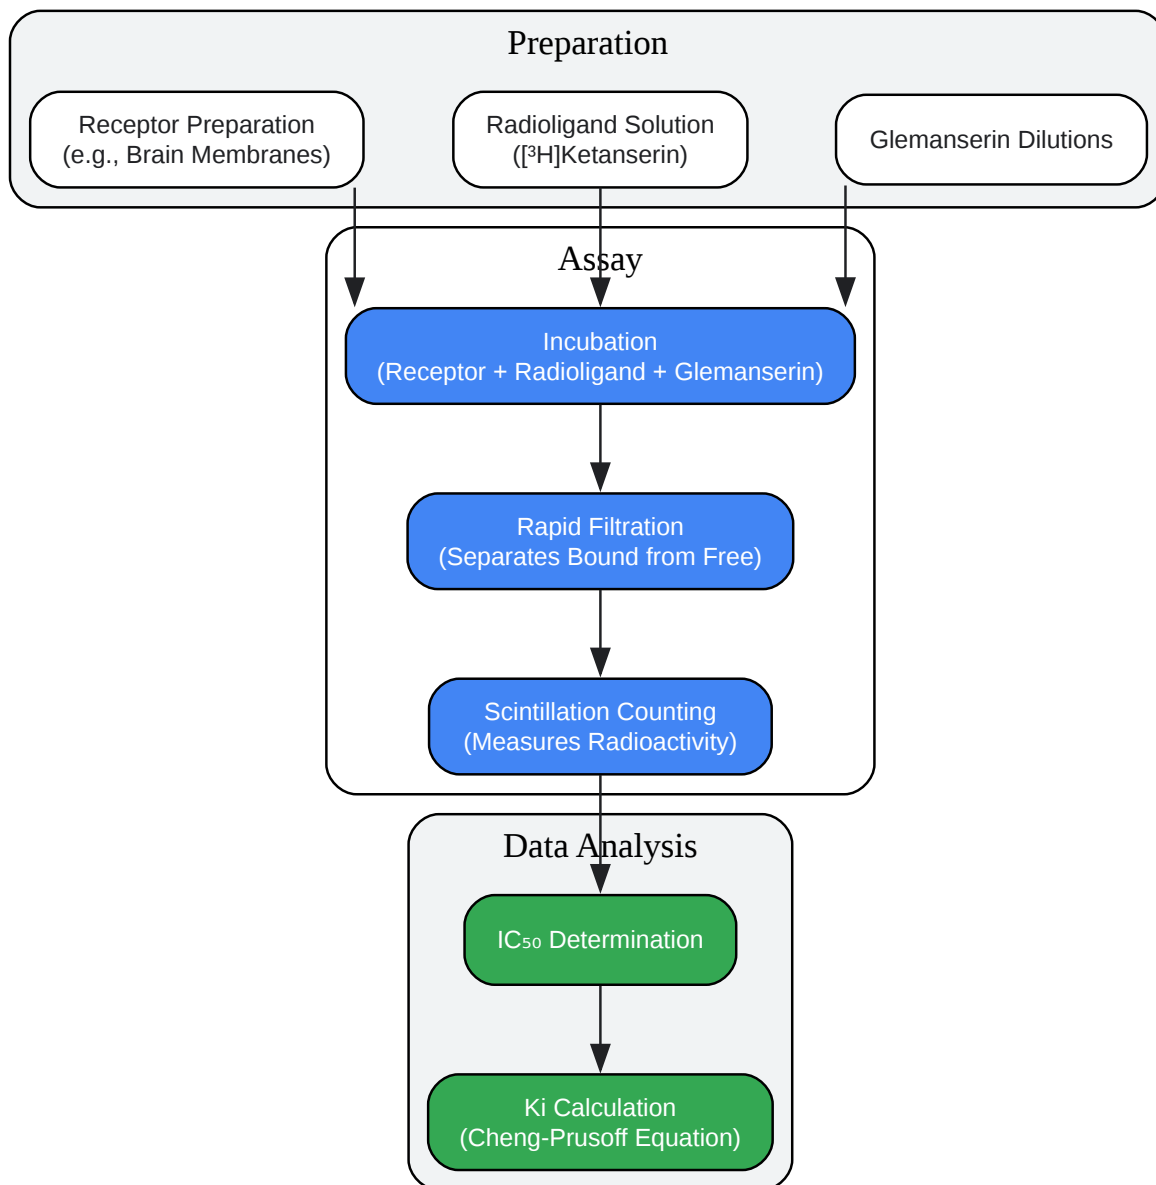 Preparation
Receptor Preparation
(e.g., Brain Membranes)
Radioligand Solution
([³H]Ketanserin)
Glemanserin Dilutions
Assay
Incubation
(Receptor + Radioligand + Glemanserin)
Rapid Filtration
(Separates Bound from Free)
Scintillation Counting
(Measures Radioactivity)
Data Analysis
IC₅₀ Determination
Ki Calculation
(Cheng-Prusoff Equation)